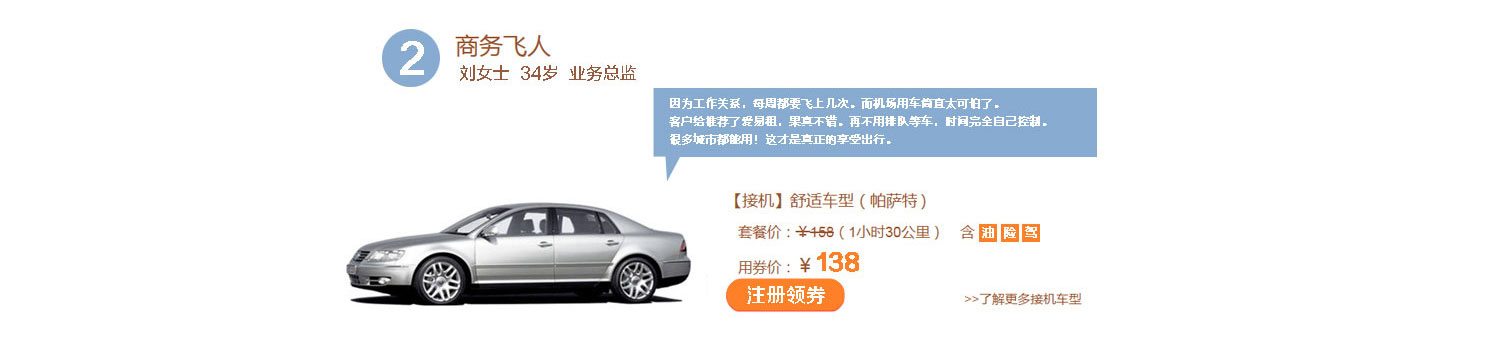 2
商务飞人
刘女士 34岁 业务总监
因为工作关系，每周都要飞上几次。而机场用车简直太可怕了。
客户给推荐了爱易租，果真不错。再不用排队等车，时间完全自己控制。
很多城市都能用！这才是真正的享受出行。
【接机】舒适车型（帕萨特）
套餐价：￥158（1小时30公里） 含 油 险 驾
用券价：￥138
注册领券
>>了解更多接机车型